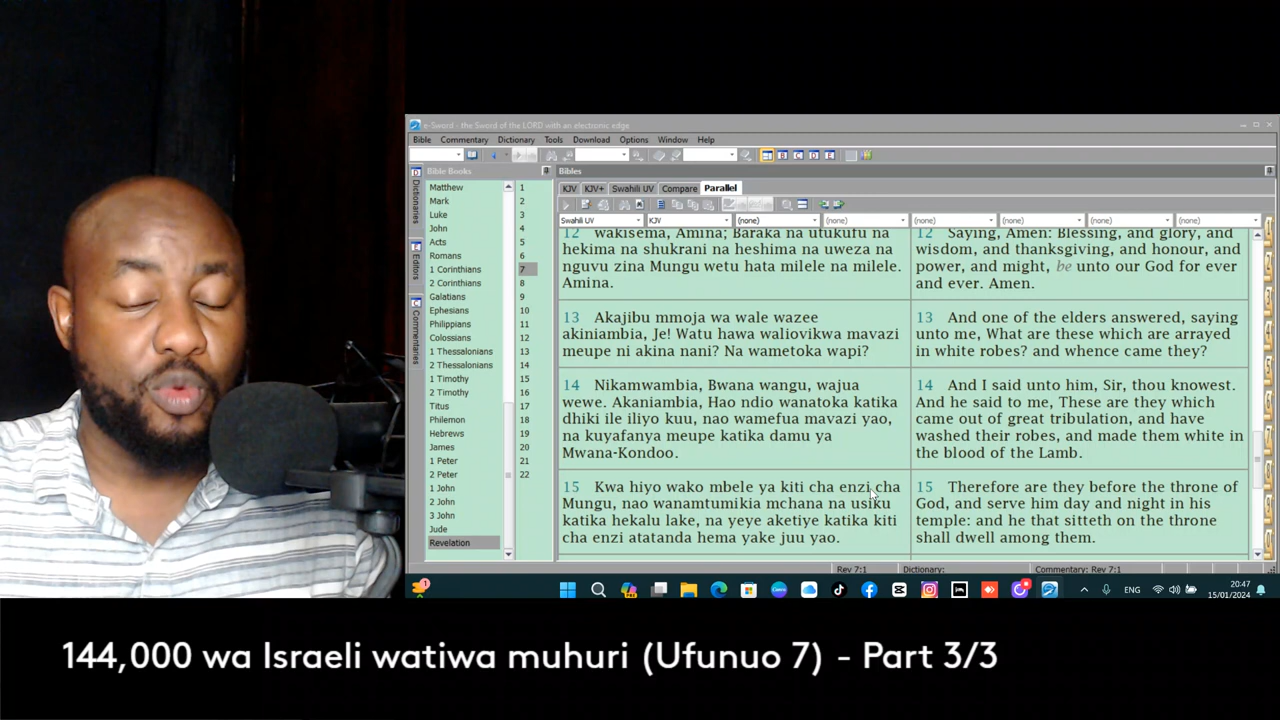 e-Sword - the Sword of the LORD with an electronic edge
Bible Commentary Dictionary Tools Download Options Window Help
Bible Books
Bibles
Dictionaries
Editors
Commentaries
KJV KJV+ Swahili UV Compare Parallel
Swahili UV KJV (none) (none) (none) (none) (none) (none)
Matthew 1
Mark 2
Luke 3
John 4
Acts 5
Romans 6
1 Corinthians 7
2 Corinthians 8
Galatians 9
Ephesians 10
Philippians 11
Colossians 12
1 Thessalonians 13
2 Thessalonians 14
1 Timothy 15
2 Timothy 16
Titus 17
Philemon 18
Hebrews 19
James 20
1 Peter 21
2 Peter 22
1 John
2 John
3 John
Jude
Revelation
12 wakisema, Amina; Baraka na utukufu na
hekima na shukrani na heshima na uweza na
nguvu zina Mungu wetu hata milele na milele.
Amina.
13 Akajibu mmoja wa wale wazee
akiniambia, Je! Watu hawa waliovikwa mavazi
meupe ni akina nani? Na wametoka wapi?
14 Nikamwambia, Bwana wangu, wajua
wewe. Akaniambia, Hao ndio wanatoka katika
dhiki ile iliyo kuu, nao wamefua mavazi yao,
na kuyafanya meupe katika damu ya
Mwana-Kondoo.
15 Kwa hiyo wako mbele ya kiti cha enzi cha
Mungu, nao wanamtumikia mchana na usiku
katika hekalu lake, na yeye aketiye katika kiti
cha enzi atatanda hema yake juu yao.
12 Saying, Amen: Blessing, and glory, and
wisdom, and thanksgiving, and honour, and
power, and might, be unto our God for ever
and ever. Amen.
13 And one of the elders answered, saying
unto me, What are these which are arrayed
in white robes? and whence came they?
14 And I said unto him, Sir, thou knowest.
And he said to me, These are they which
came out of great tribulation, and have
washed their robes, and made them white in
the blood of the Lamb.
15 Therefore are they before the throne of
God, and serve him day and night in his
temple: and he that sitteth on the throne
shall dwell among them.
Rev 7:1 Dictionary: Commentary: Rev 7:1
1
ENG
20:47
15/01/2024
144,000 wa Israeli watiwa muhuri (Ufunuo 7) - Part 3/3